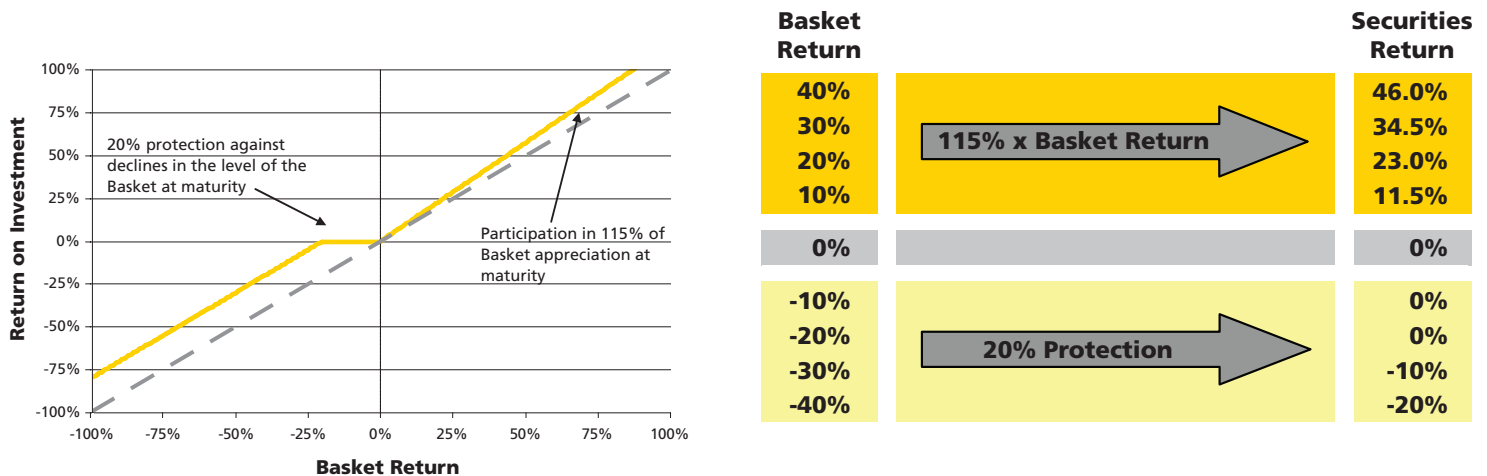 100%
75%
50%
25%
0%
-25%
-50%
-75%
-100%
Return on Investment
20% protection against
declines in the level of the
Basket at maturity
Participation in 115% of
Basket appreciation at
maturity
-100% -75% -50% -25% 0% 25% 50% 75% 100%
Basket Return
Basket
Return
Securities
Return
40%
30%
20%
10%
115% x Basket Return
46.0%
34.5%
23.0%
11.5%
0%
0%
-10%
-20%
-30%
-40%
20% Protection
0%
0%
-10%
-20%